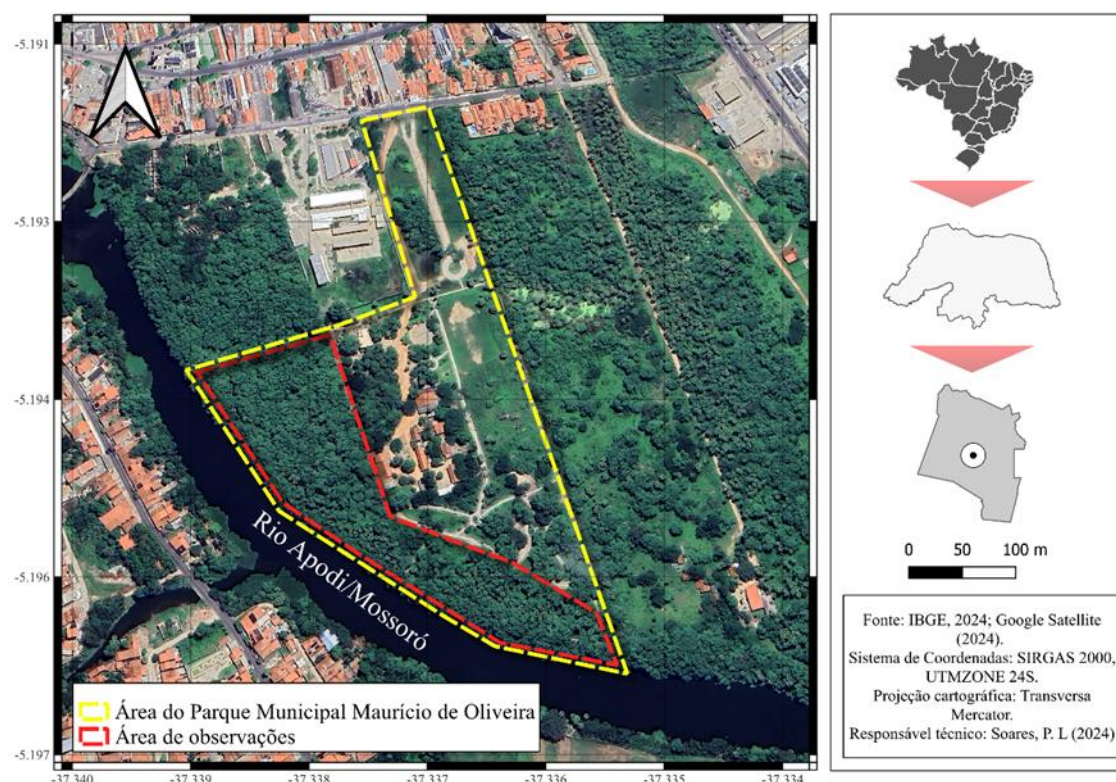 -5.191
-5.193
-5.194
-5.196
-5.197
-37.340
-37.339
-37.338
-37.337
-37.336
-37.335
-37.334
Rio Apodi/Mossoró
Área do Parque Municipal Maurício de Oliveira
Área de observações
0 50 100 m
Fonte: IBGE, 2024; Google Satellite
(2024).
Sistema de Coordenadas: SIRGAS 2000,
UTMZONE 24S.
Projeção cartográfica: Transversa
Mercator.
Responsável técnico: Soares, P. L (2024)